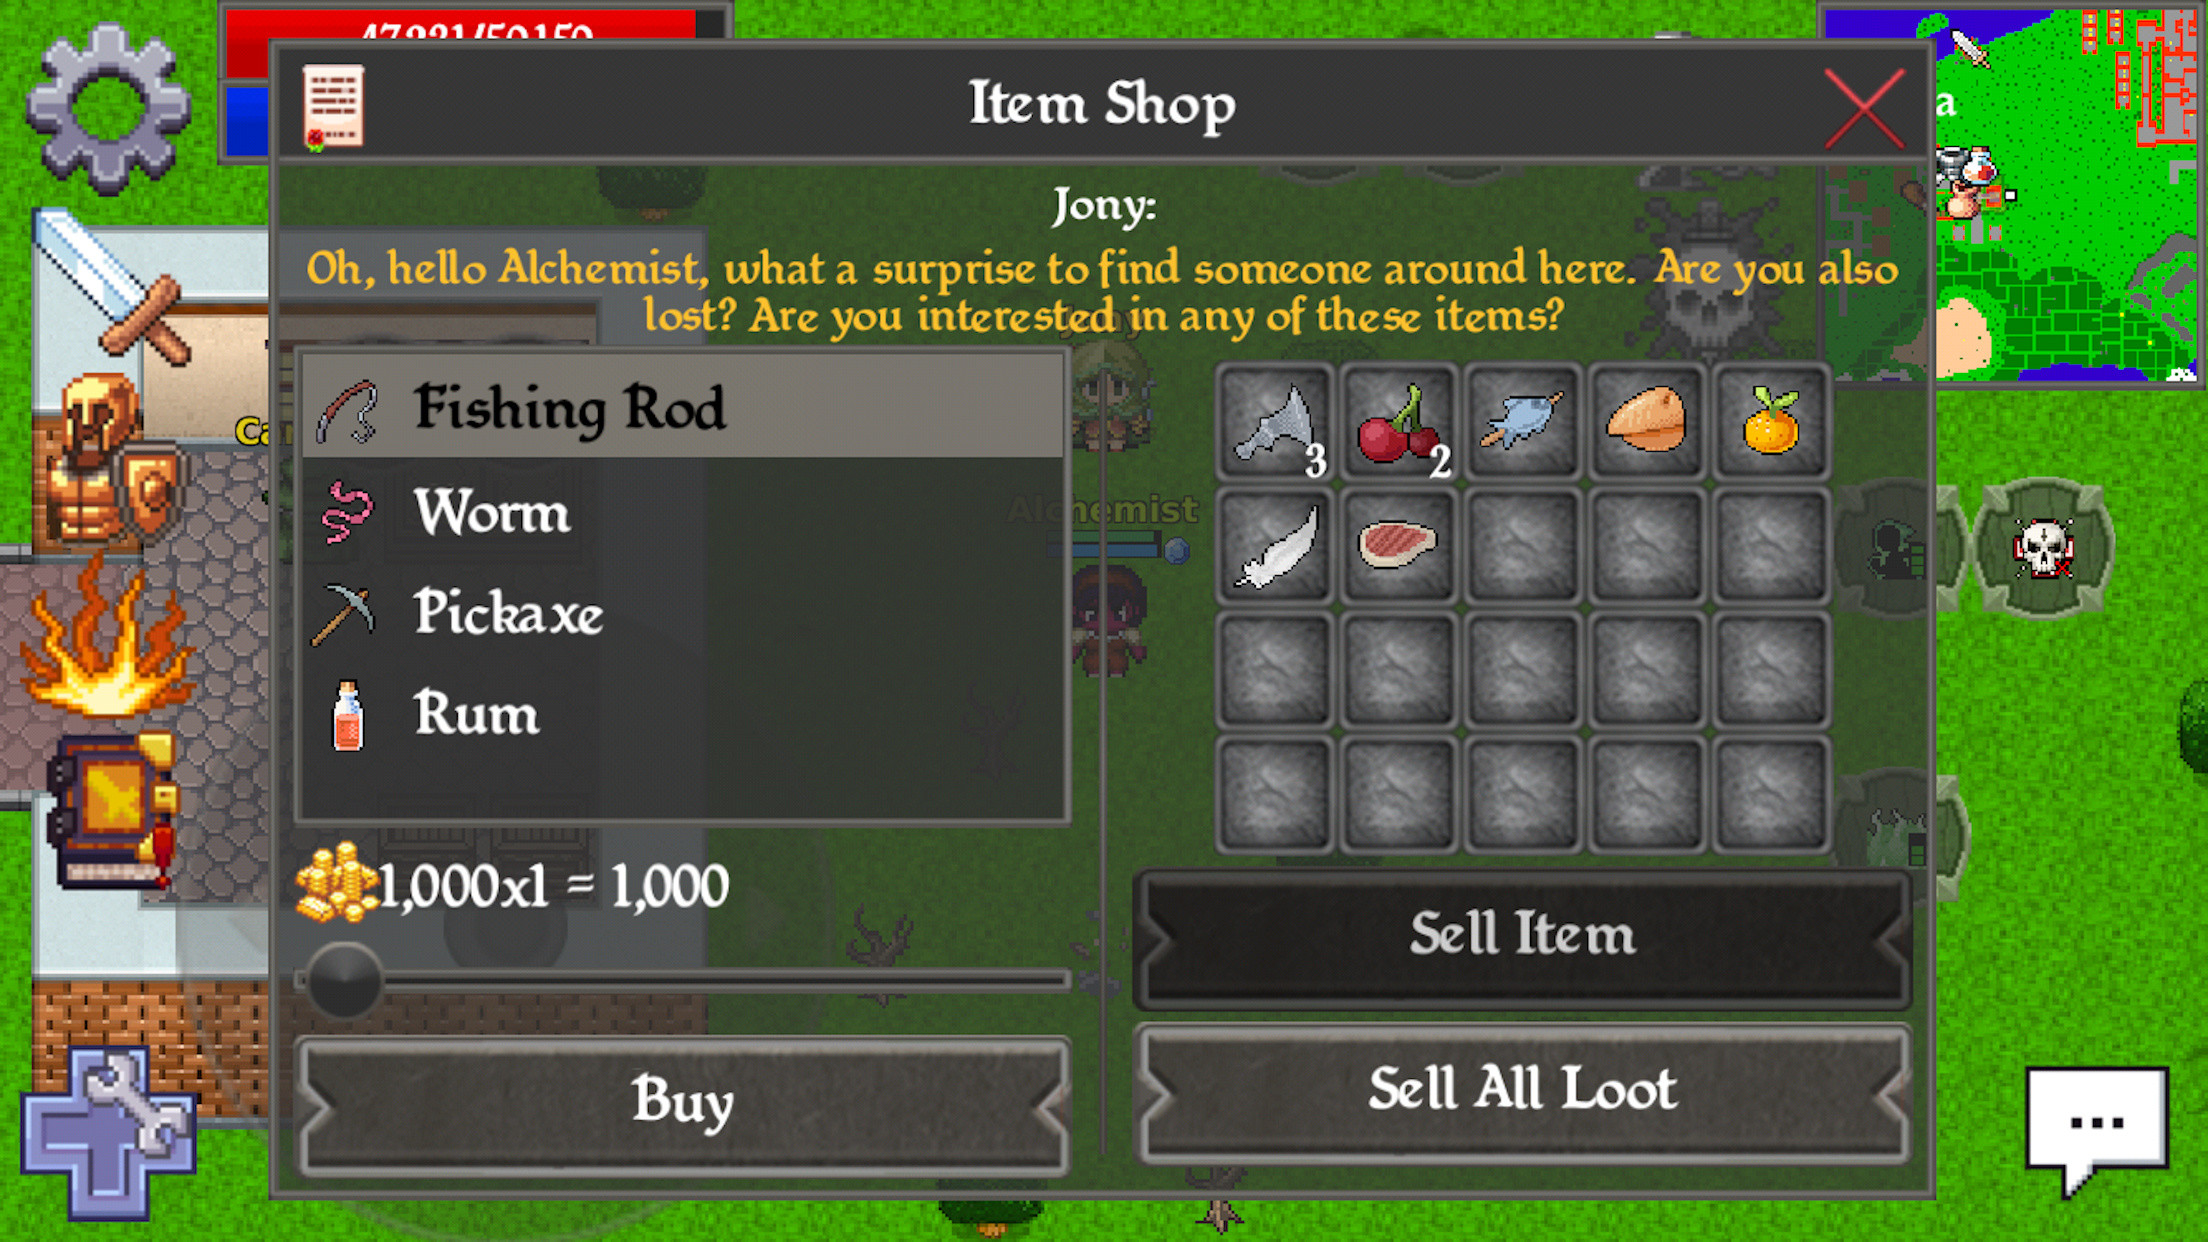 Item Shop
a
Jony:
Oh, hello Alchemist, what a surprise to find someone around here. Are you also
lost? Are you interested in any of these items?
Fishing Rod
Worm
Pickaxe
Rum
Alchemist
3
2
1,000x1 = 1,000
Sell Item
Sell All Loot
Buy
...